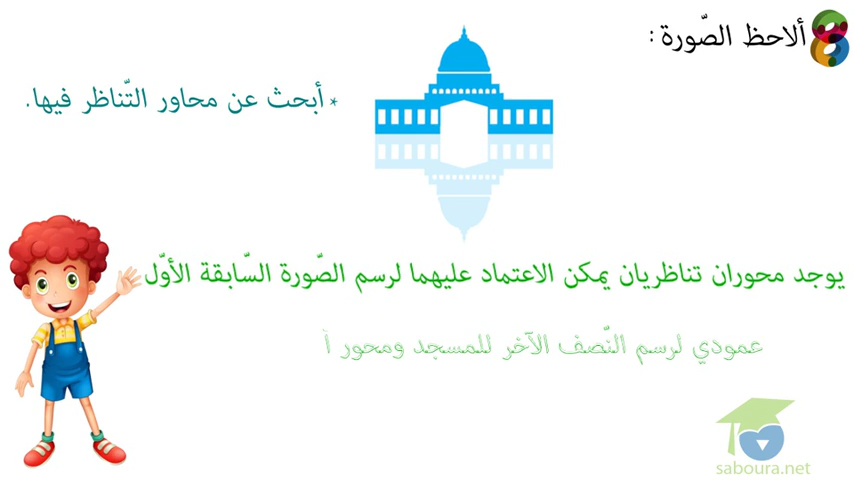 ألاحظ الصّورة :
* أبحث عن محاور التّناظر فيها.
يوجد محوران تناظريان يمكن الاعتماد عليهما لرسم الصّورة السّابقة الأوّل
عمودي لرسم النّصف الآخر للمسجد ومحور أ
saboura.net